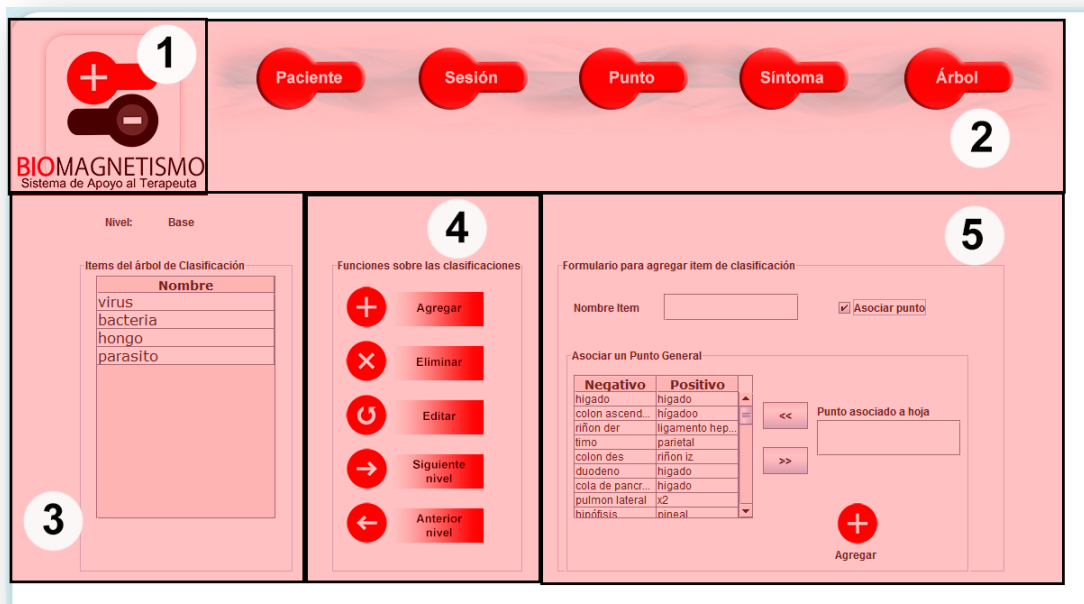 1
BIOMAGNETISMO
Sistema de Apoyo al Terapeuta
Paciente
Sesión
Punto
Síntoma
Árbol
2
Nivel: Base
Items del árbol de Clasificación
Nombre
virus
bacteria
hongo
parasito
3
4
Funciones sobre las clasificaciones
Agregar
Eliminar
Editar
Siguiente
nivel
Anterior
nivel
5
Formulario para agregar item de clasificación
Nombre Item
Asociar punto
Asociar un Punto General
Negativo Positivo
higado higado
colon ascend... hígadoo
riñon der ligamento hep...
timo parietal
colon des riñon iz
duodeno higado
cola de pancr... higado
pulmon lateral x2
hipófisis pineal
<<
>>
Punto asociado a hoja
Agregar